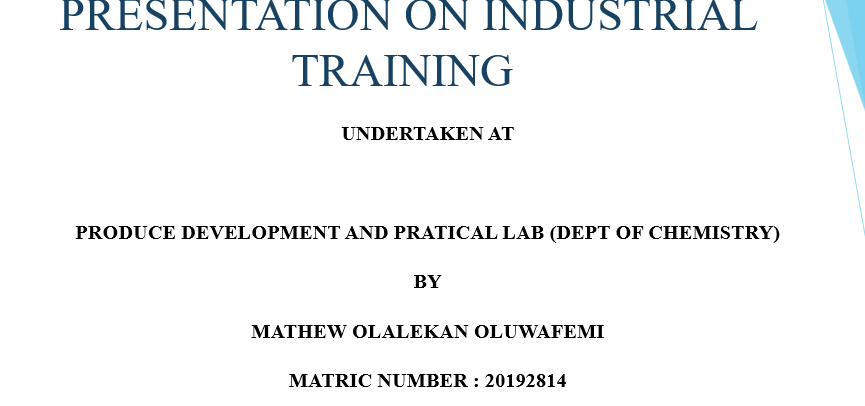 PRESENTATION ON INDUSTRIAL
TRAINING
UNDERTAKEN AT
PRODUCE DEVELOPMENT AND PRATICAL LAB (DEPT OF CHEMISTRY)
BY
MATHEW OLALEKAN OLUWAFEMI
MATRIC NUMBER : 20192814